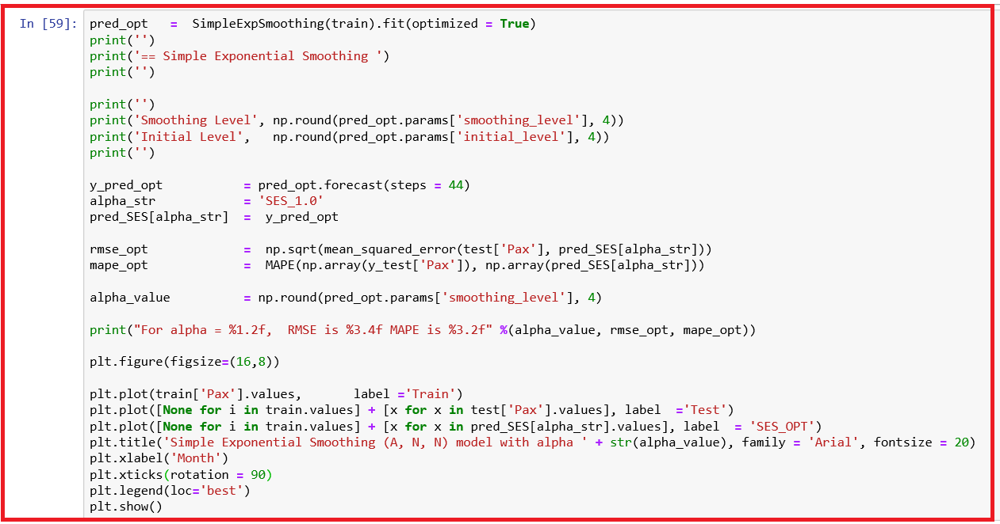 In [59]: pred_opt   =  SimpleExpSmoothing(train).fit(optimized = True)
print('')
print('== Simple Exponential Smoothing ')
print('')

print('')
print('Smoothing Level', np.round(pred_opt.params['smoothing_level'], 4))
print('Initial Level',   np.round(pred_opt.params['initial_level'], 4))
print('')

y_pred_opt           = pred_opt.forecast(steps = 44)
alpha_str            = 'SES_1.0'
pred_SES[alpha_str]  =  y_pred_opt

rmse_opt             =  np.sqrt(mean_squared_error(test['Pax'], pred_SES[alpha_str]))
mape_opt             =  MAPE(np.array(y_test['Pax']), np.array(pred_SES[alpha_str]))

alpha_value          = np.round(pred_opt.params['smoothing_level'], 4)

print("For alpha = %1.2f,  RMSE is %3.4f MAPE is %3.2f" %(alpha_value, rmse_opt, mape_opt))

plt.figure(figsize=(16,8))

plt.plot(train['Pax'].values,       label ='Train')
plt.plot([None for i in train.values] + [x for x in test['Pax'].values], label  ='Test')
plt.plot([None for i in train.values] + [x for x in pred_SES[alpha_str].values], label  = 'SES_OPT')
plt.title('Simple Exponential Smoothing (A, N, N) model with alpha ' + str(alpha_value), family = 'Arial', fontsize = 20)
plt.xlabel('Month')
plt.xticks(rotation = 90)
plt.legend(loc='best')
plt.show()